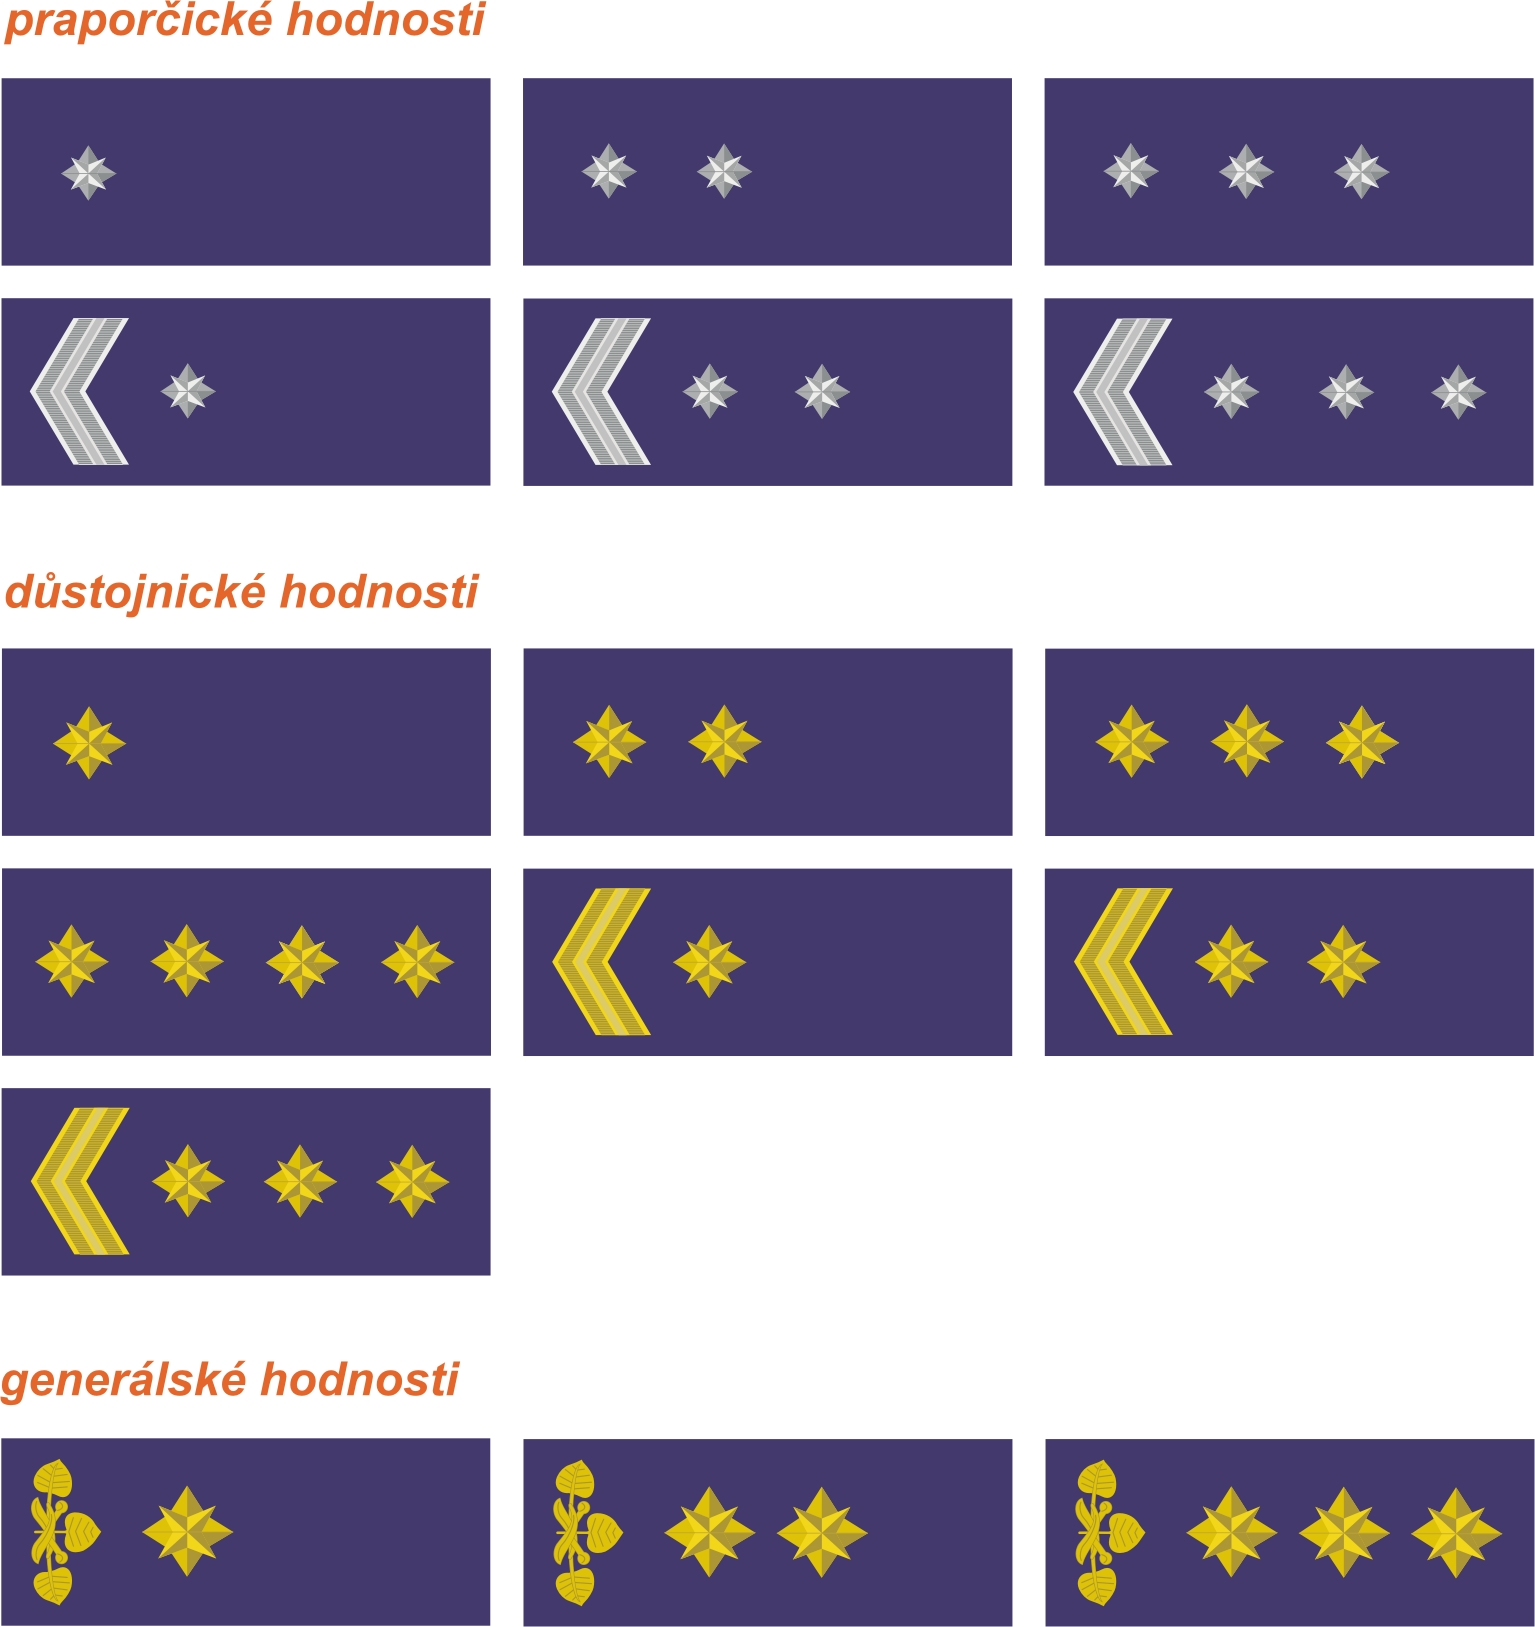 praporčické hodnosti
důstojnické hodnosti
generálské hodnosti